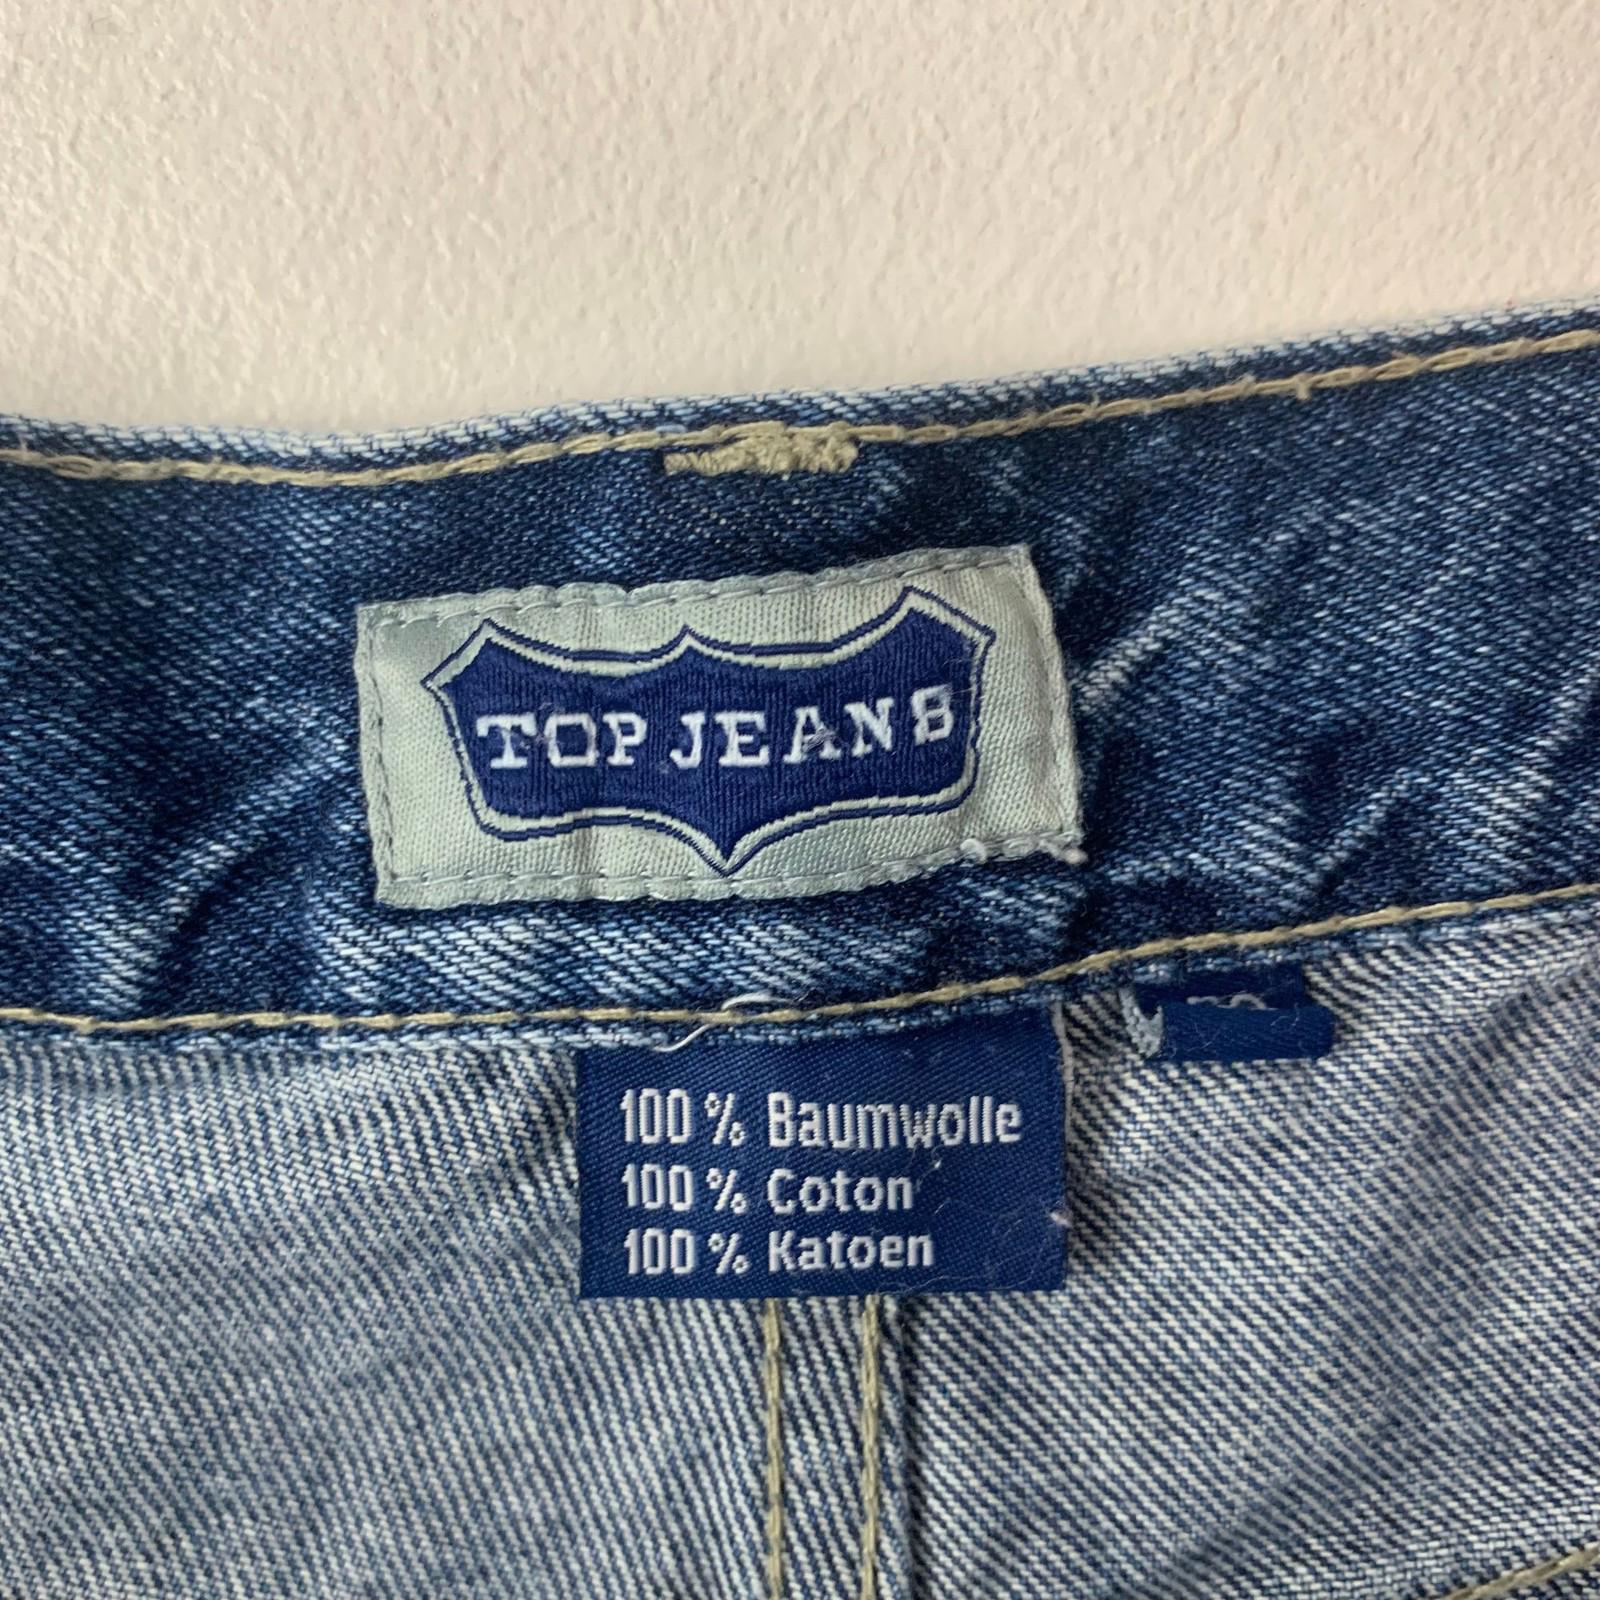 TOP JEANS
100 % Baumwolle
100 % Coton
100 % Katoen